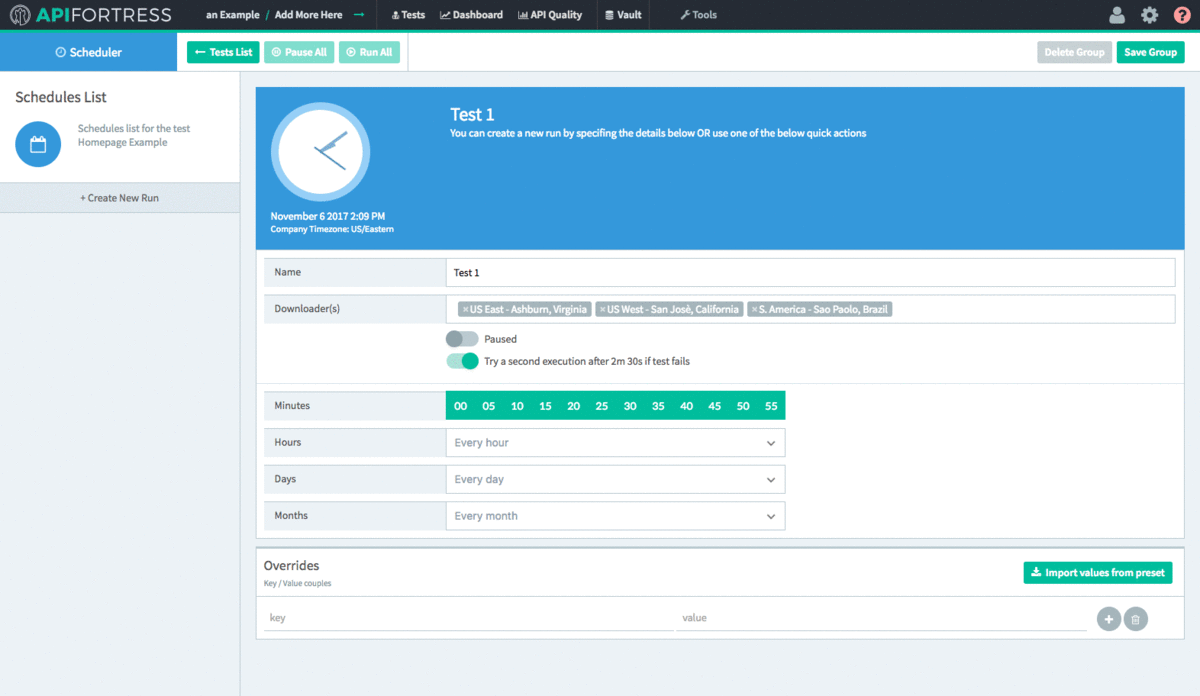 APIFORTRESS
an Example / Add More Here → Tests Dashboard API Quality Vault Tools ?
Scheduler ← Tests List Pause All Run All Delete Group Save Group
Schedules List
Schedules list for the test
Homepage Example
+ Create New Run
Test 1
You can create a new run by specifing the details below OR use one of the below quick actions
November 6 2017 2:09 PM
Company Timezone: US/Eastern
Name Test 1
Downloader(s) ×US East - Ashburn, Virginia ×US West - San Josè, California ×S. America - Sao Paolo, Brazil
Paused
Try a second execution after 2m 30s if test fails
Minutes 00 05 10 15 20 25 30 35 40 45 50 55
Hours Every hour
Days Every day
Months Every month
Overrides
Key / Value couples
Import values from preset
key value